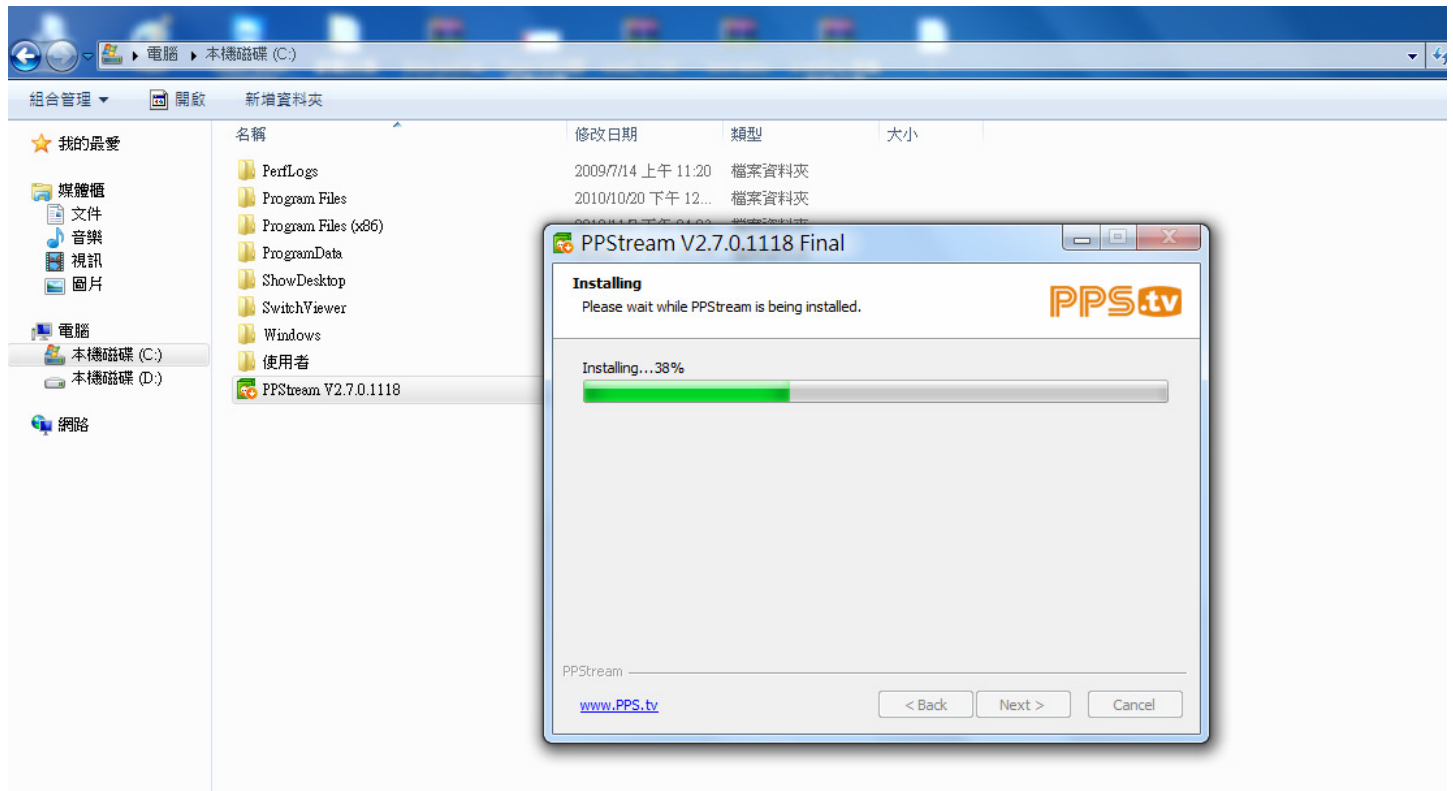 電腦 ▸ 本機磁碟 (C:)
組合管理 開啟 新增資料夾
我的最愛
媒體櫃
文件
音樂
視訊
圖片
電腦
本機磁碟 (C:)
本機磁碟 (D:)
網路
名稱 修改日期 類型 大小
PerfLogs 2009/7/14 上午 11:20 檔案資料夾
Program Files 2010/10/20 下午 12... 檔案資料夾
Program Files (x86)
ProgramData
ShowDesktop
SwitchViewer
Windows
使用者
PPStream V2.7.0.1118
PPStream V2.7.0.1118 Final
Installing
Please wait while PPStream is being installed.
PPS.tv
Installing...38%
PPStream
www.PPS.tv
< Back Next > Cancel